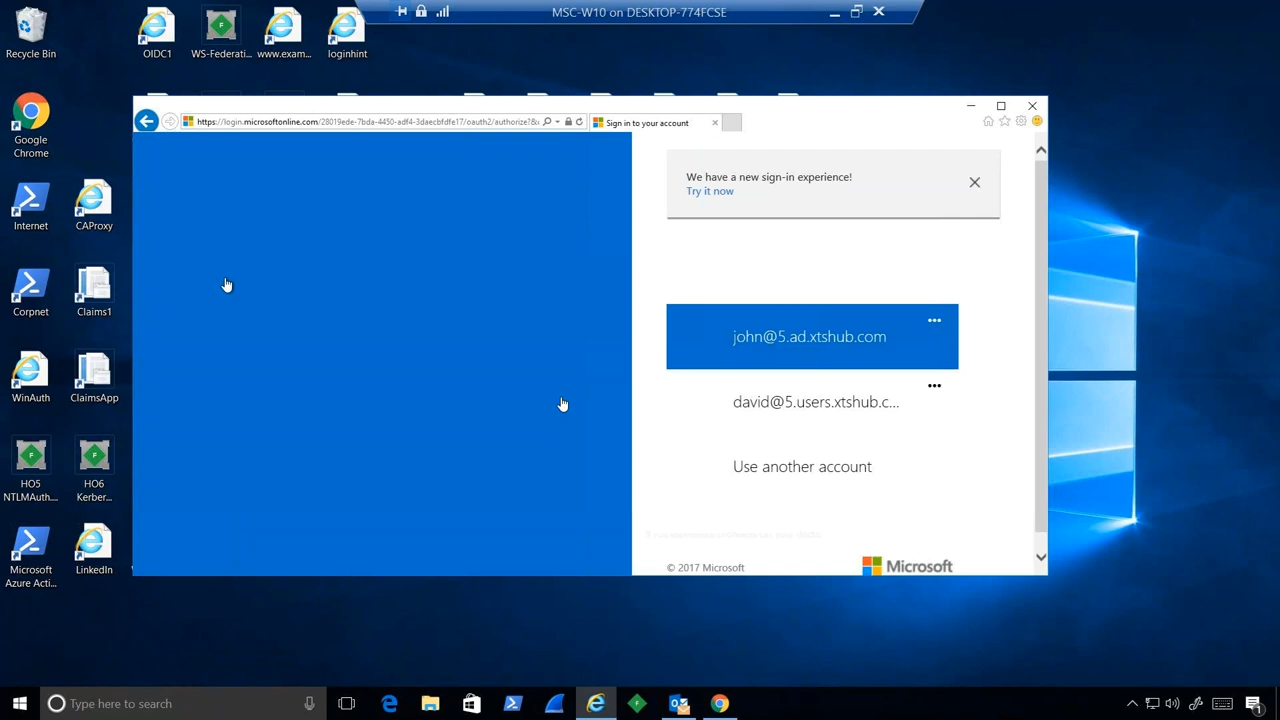 MSC-W10 on DESKTOP-774FCSE
Recycle Bin
OIDC1
WS-Federati...
www.exam...
loginhint
Google
Chrome
Internet
CAProxy
Corpnet
Claims1
WinAuth
ClaimsApp
HO5
NTLMAuth...
HO6
Kerber...
Microsoft
Azure Acti...
LinkedIn
Sign in to your account
We have a new sign-in experience!
Try it now
john@5.ad.xtshub.com
david@5.users.xtshub.c...
Use another account
© 2017 Microsoft
Microsoft
Type here to search